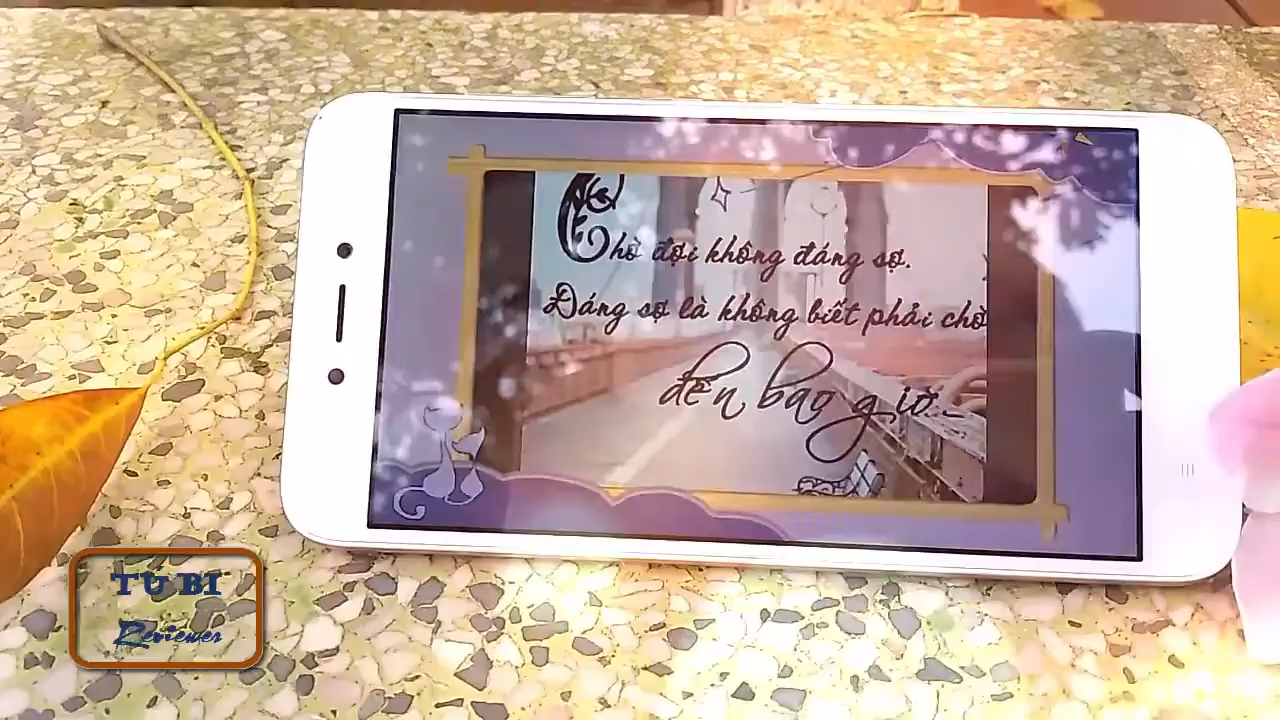 Chờ đợi không đáng sợ.
Đáng sợ là không biết phải chờ
đến bao giờ...
TU BI
Reviewer